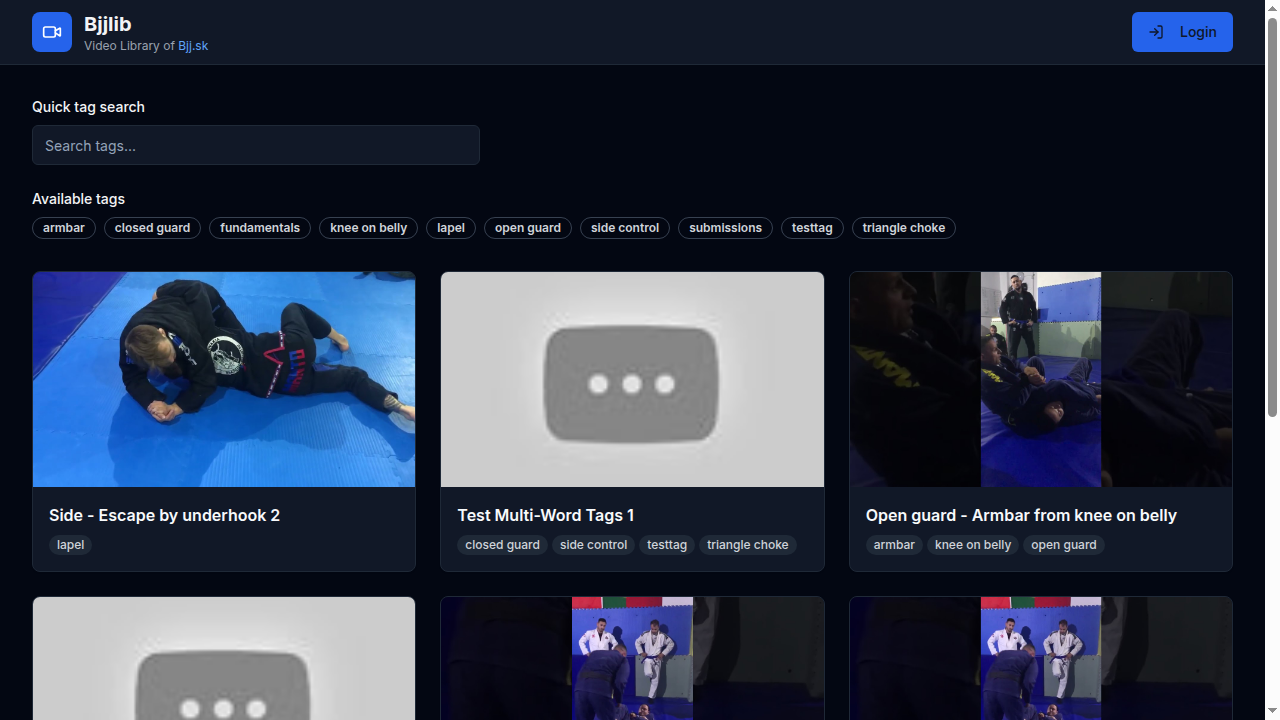 Bjjlib
Video Library of Bjj.sk
Login
Quick tag search
Search tags...
Available tags
armbar closed guard fundamentals knee on belly lapel open guard side control submissions testtag triangle choke
Side - Escape by underhook 2
lapel
Test Multi-Word Tags 1
closed guard side control testtag triangle choke
Open guard - Armbar from knee on belly
armbar knee on belly open guard